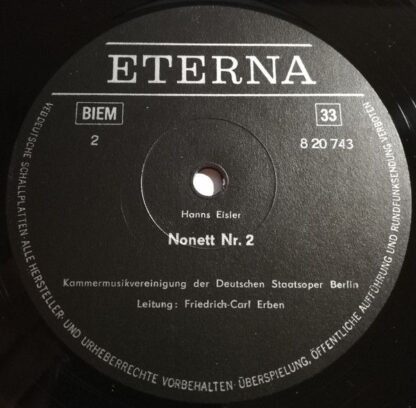 ETERNA
BIEM
33
2
8 20 743
Hanns Eisler
Nonett Nr. 2
Kammermusikvereinigung der Deutschen Staatsoper Berlin
Leitung: Friedrich-Carl Erben
VEB DEUTSCHE SCHALLPLATTEN · ALLE HERSTELLER- UND URHEBERRECHTE VORBEHALTEN · ÜBERSPIELUNG, ÖFFENTLICHE AUFFÜHRUNG UND RUNDFUNKSENDUNG VERBOTEN